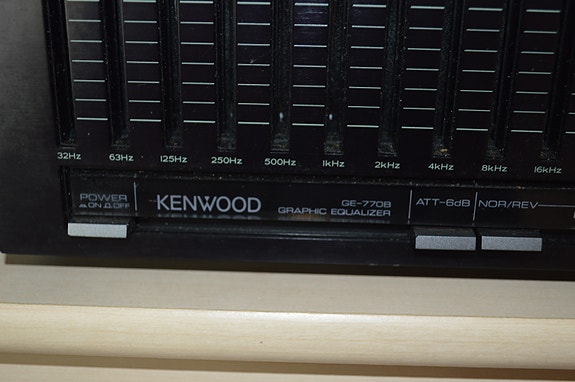 32Hz 63Hz 125Hz 250Hz 500Hz 1kHz 2kHz 4kHz 8kHz 16kHz
POWER
ON OFF
KENWOOD
GE-770B
GRAPHIC EQUALIZER
ATT-6dB
NOR/REV